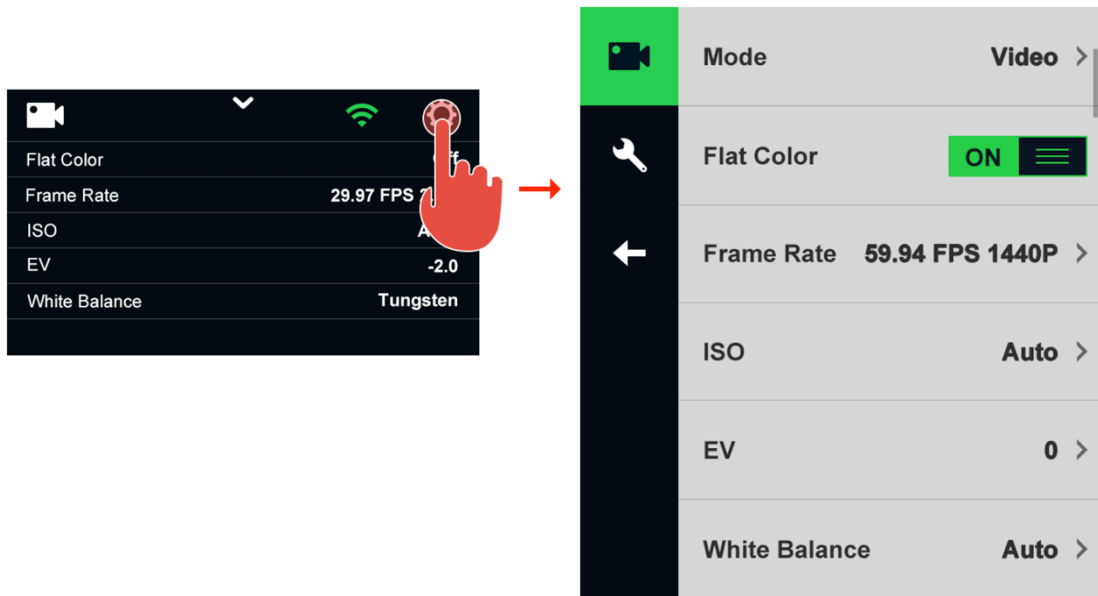 Flat Color
Frame Rate 29.97 FPS
ISO
EV -2.0
White Balance Tungsten
Mode Video
Flat Color ON
Frame Rate 59.94 FPS 1440P
ISO Auto
EV 0
White Balance Auto